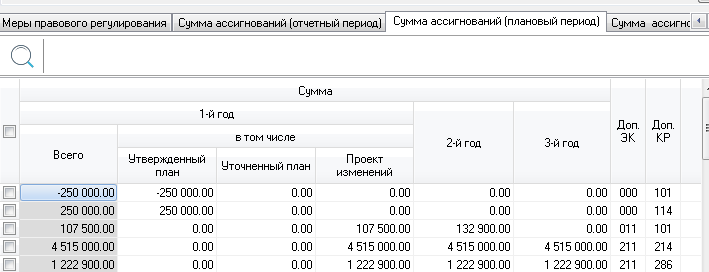 Меры правового регулирования Сумма ассигнований (отчетный период) Сумма ассигнований (плановый период) Сумма
Сумма
1-й год 2-й год 3-й год Доп. ЭК Доп. КР
в том числе
Всего Утвержденный план Уточненный план Проект изменений
-250 000.00 -250 000.00 0.00 0.00 0.00 0.00 000 101
250 000.00 250 000.00 0.00 0.00 0.00 0.00 000 114
107 500.00 0.00 0.00 107 500.00 132 900.00 0.00 011 101
4 515 000.00 0.00 0.00 4 515 000.00 4 515 000.00 4 515 000.00 211 214
1 222 900.00 0.00 0.00 1 222 900.00 1 222 900.00 1 222 900.00 211 286